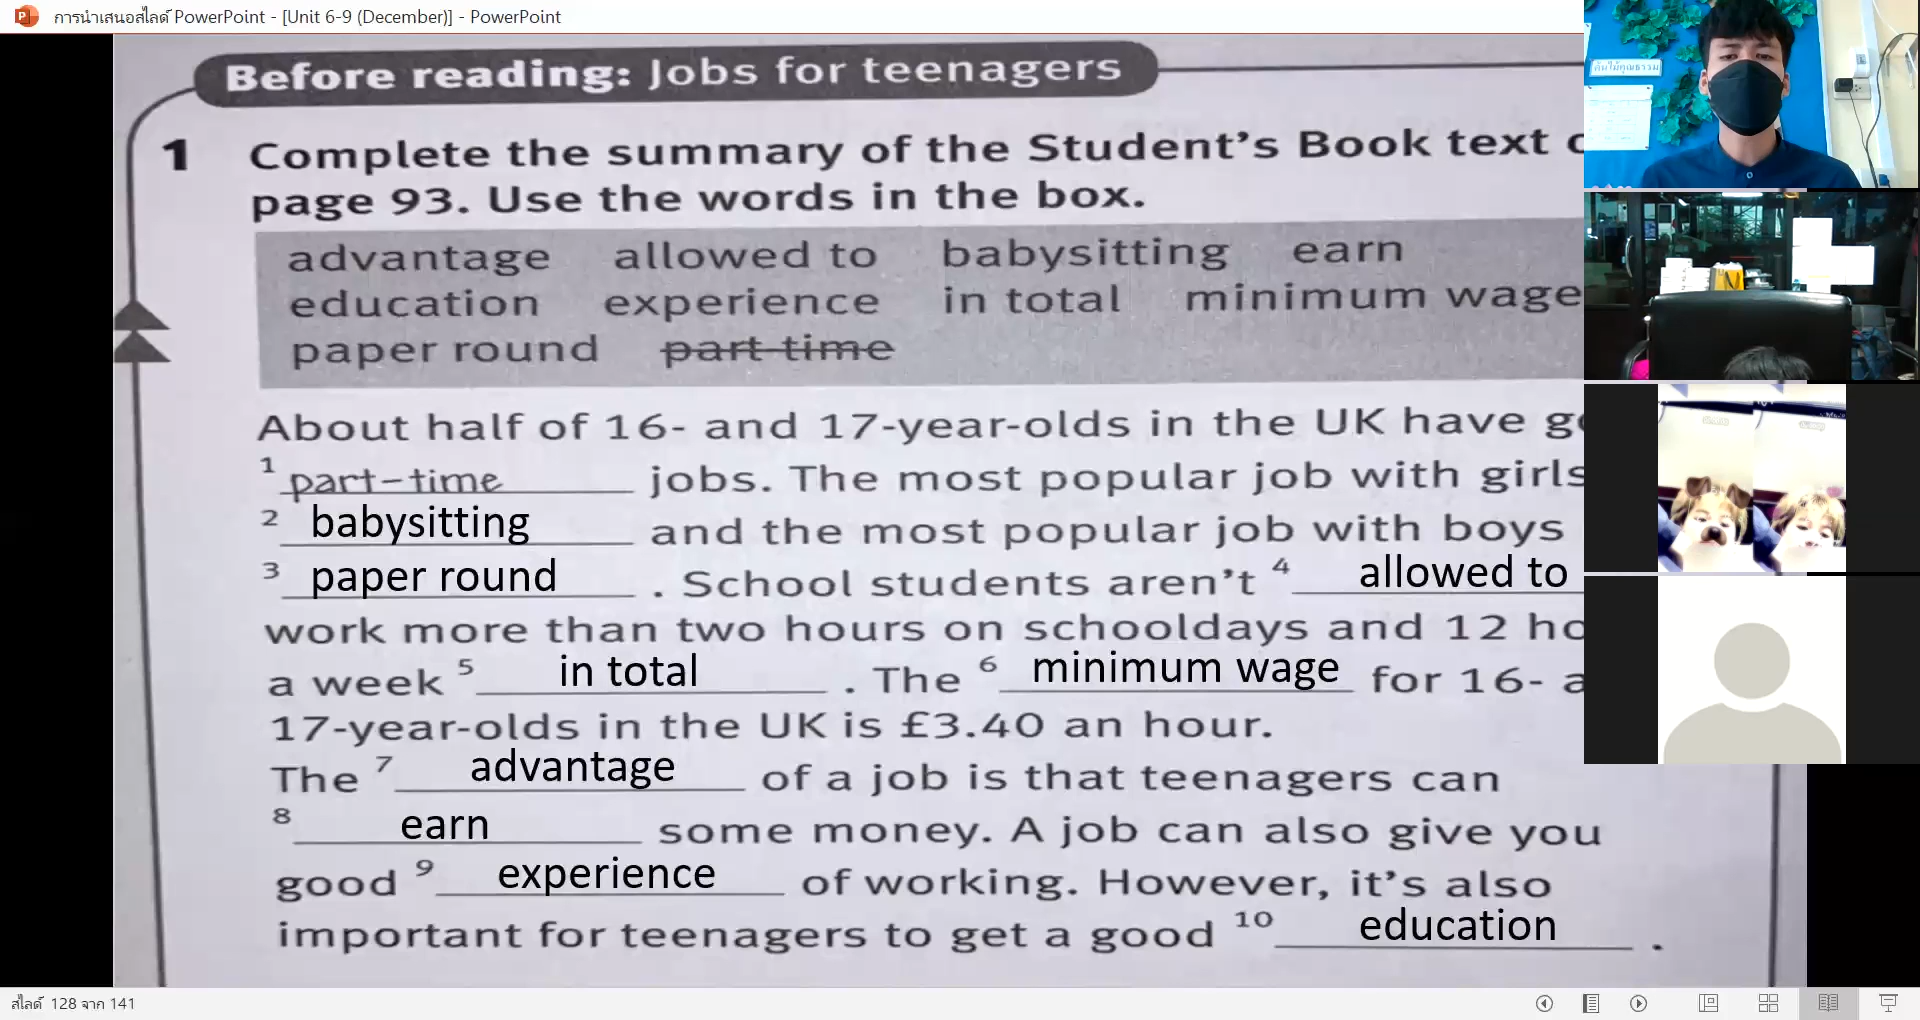 การนำเสนอสไลด์ PowerPoint - [Unit 6-9 (December)] - PowerPoint
Before reading: Jobs for teenagers
1 Complete the summary of the Student's Book text
page 93. Use the words in the box.
advantage allowed to babysitting earn
education experience in total minimum wage
paper round part-time
About half of 16- and 17-year-olds in the UK have
1 part-time jobs. The most popular job with girls
2 babysitting and the most popular job with boys
3 paper round . School students aren't 4 allowed to
work more than two hours on schooldays and 12
a week 5 in total . The 6 minimum wage for 16-
17-year-olds in the UK is £3.40 an hour.
The 7 advantage of a job is that teenagers can
8 earn some money. A job can also give you
good 9 experience of working. However, it's also
important for teenagers to get a good 10 education .
สไลด์ 128 จาก 141